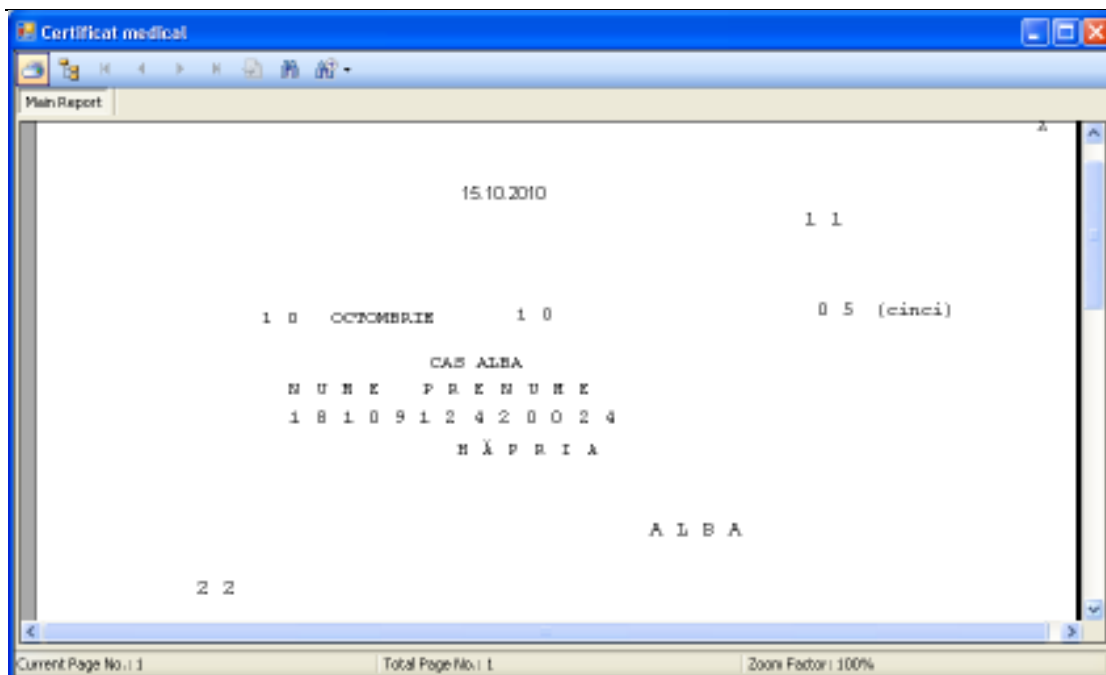 Certificat medical
Main Report
15.10.2010
1 1
1 0 OCTOMBRIE 1 0 0 5 (cinci)
CAS ALBA
N U M E P R E N U M E
1 8 1 0 9 1 2 4 2 0 0 2 4
A L B A
2 2
Current Page No.: 1 Total Page No.: 1 Zoom Factor: 100%